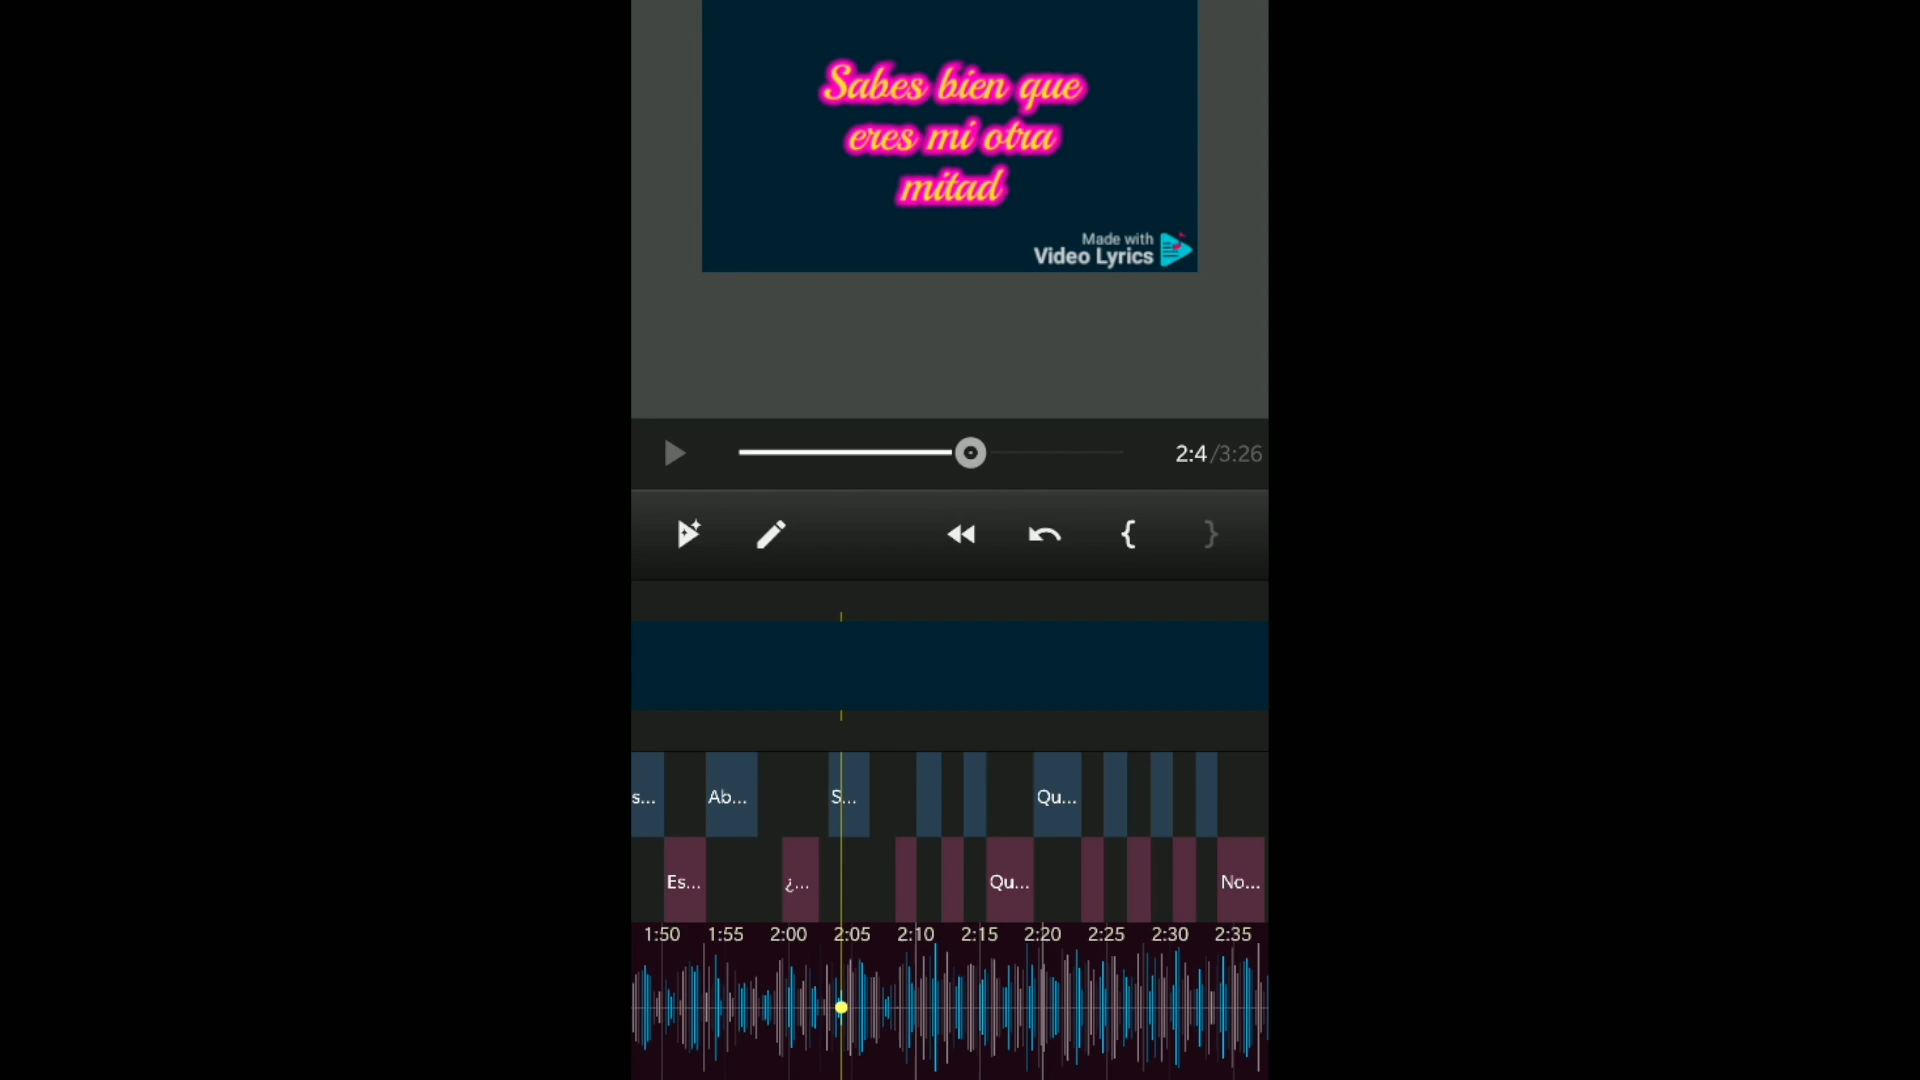 Sabes bien que
eres mi otra
mitad
Made with
Video Lyrics
2:4/3:26
{ }
s... Ab... S... Qu...
Es... ¿... Qu... No...
1:50 1:55 2:00 2:05 2:10 2:15 2:20 2:25 2:30 2:35